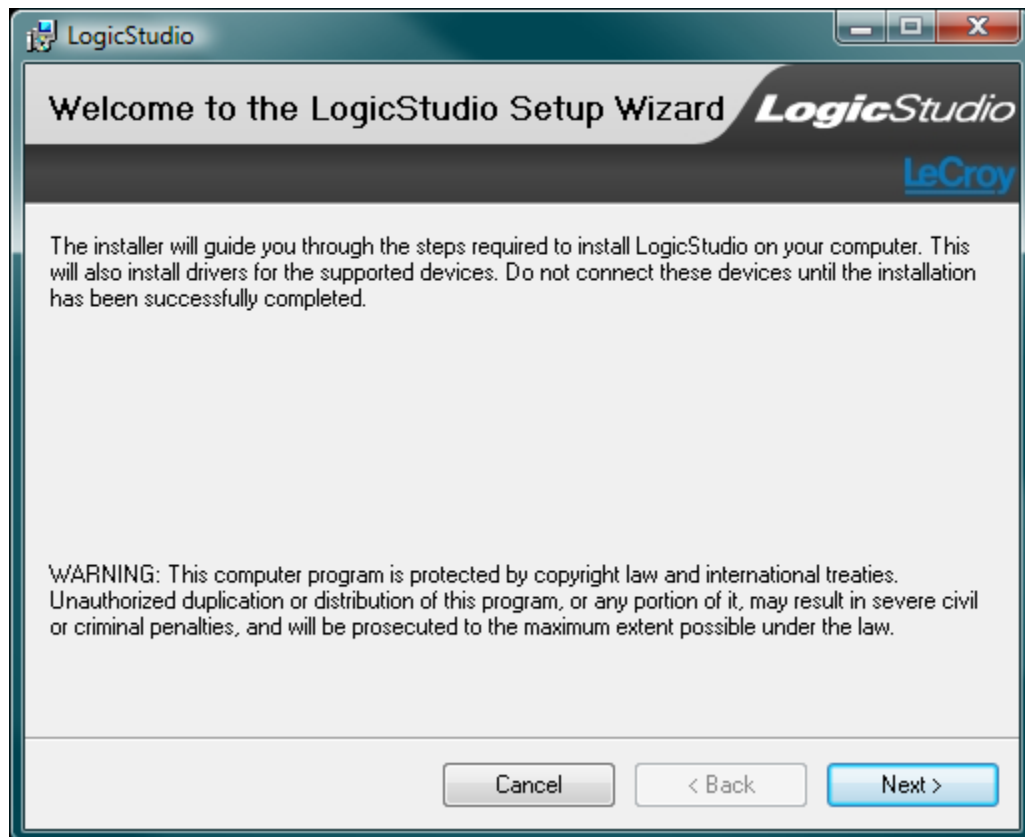 LogicStudio
Welcome to the LogicStudio Setup Wizard
LogicStudio
LeCroy
The installer will guide you through the steps required to install LogicStudio on your computer. This
will also install drivers for the supported devices. Do not connect these devices until the installation
has been successfully completed.
WARNING: This computer program is protected by copyright law and international treaties.
Unauthorized duplication or distribution of this program, or any portion of it, may result in severe civil
or criminal penalties, and will be prosecuted to the maximum extent possible under the law.
Cancel
< Back
Next >